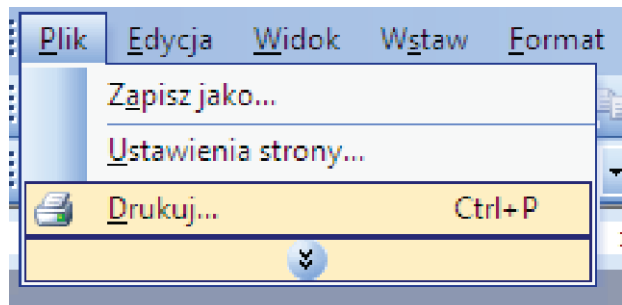 Plik Edycja Widok Wstaw Format
Zapisz jako...
Ustawienia strony...
Drukuj... Ctrl+P